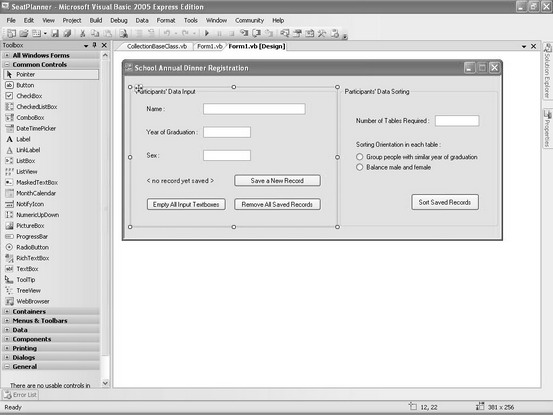 SeatPlanner - Microsoft Visual Basic 2005 Express Edition
File Edit View Project Build Debug Data Format Tools Window Community Help
Toolbox
CollectionBaseClass.vb Form1.vb Form1.vb [Design]
All Windows Forms
Common Controls
Pointer
Button
CheckBox
CheckedListBox
ComboBox
DateTimePicker
Label
LinkLabel
ListBox
ListView
MaskedTextBox
MonthCalendar
NotifyIcon
NumericUpDown
PictureBox
ProgressBar
RadioButton
RichTextBox
TextBox
ToolTip
TreeView
WebBrowser
Containers
Menus & Toolbars
Data
Components
Printing
Dialogs
General
There are no usable controls in
School Annual Dinner Registration
Participants' Data Input
Name :
Year of Graduation :
Sex :
< no record yet saved >
Save a New Record
Empty All Input Textboxes
Remove All Saved Records
Participants' Data Sorting
Number of Tables Required :
Sorting Orientation in each table :
Group people with similar year of graduation
Balance male and female
Sort Saved Records
Solution Explorer
Properties
Error List
Ready
12, 22
381 x 256